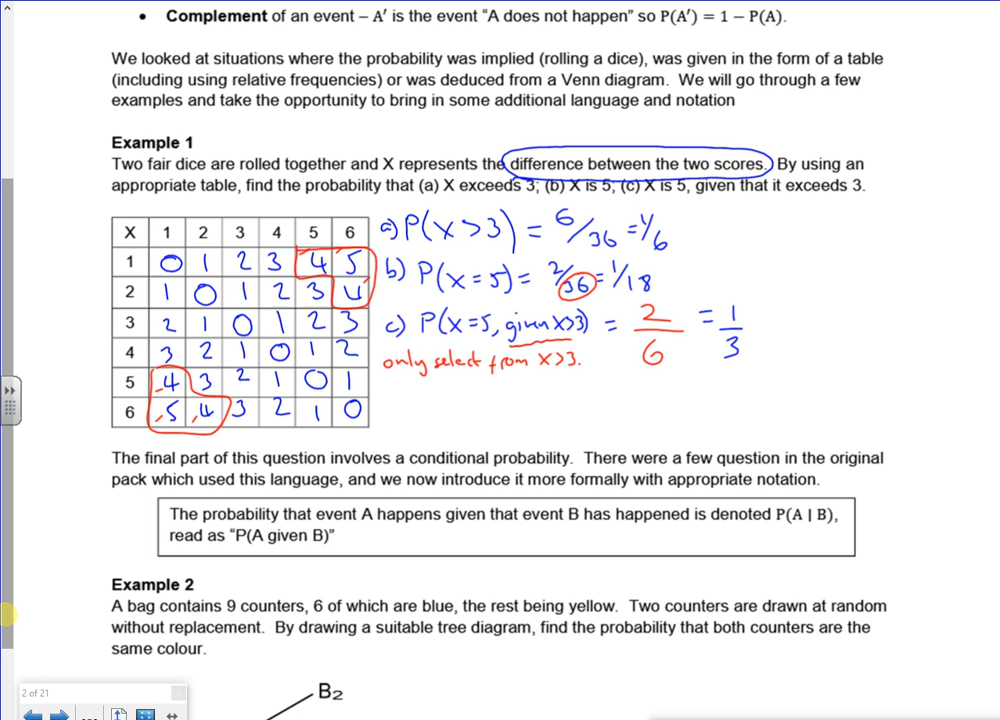 • Complement of an event – A′ is the event “A does not happen” so P(A′) = 1 – P(A).
We looked at situations where the probability was implied (rolling a dice), was given in the form of a table
(including using relative frequencies) or was deduced from a Venn diagram. We will go through a few
examples and take the opportunity to bring in some additional language and notation
Example 1
Two fair dice are rolled together and X represents the difference between the two scores. By using an
appropriate table, find the probability that (a) X exceeds 3; (b) X is 5; (c) X is 5, given that it exceeds 3.
X 1 2 3 4 5 6
1 0 1 2 3 4 5
2 1 0 1 2 3 4
3 2 1 0 1 2 3
4 3 2 1 0 1 2
5 4 3 2 1 0 1
6 5 4 3 2 1 0
a) P(X > 3) = 6/36 = 1/6
b) P(X = 5) = 2/36 = 1/18
c) P(X = 5, given X > 3) = 2/6 = 1/3
only select from X > 3.
The final part of this question involves a conditional probability. There were a few question in the original
pack which used this language, and we now introduce it more formally with appropriate notation.
The probability that event A happens given that event B has happened is denoted P(A | B),
read as “P(A given B)”
Example 2
A bag contains 9 counters, 6 of which are blue, the rest being yellow. Two counters are drawn at random
without replacement. By drawing a suitable tree diagram, find the probability that both counters are the
same colour.
B2
2 of 21